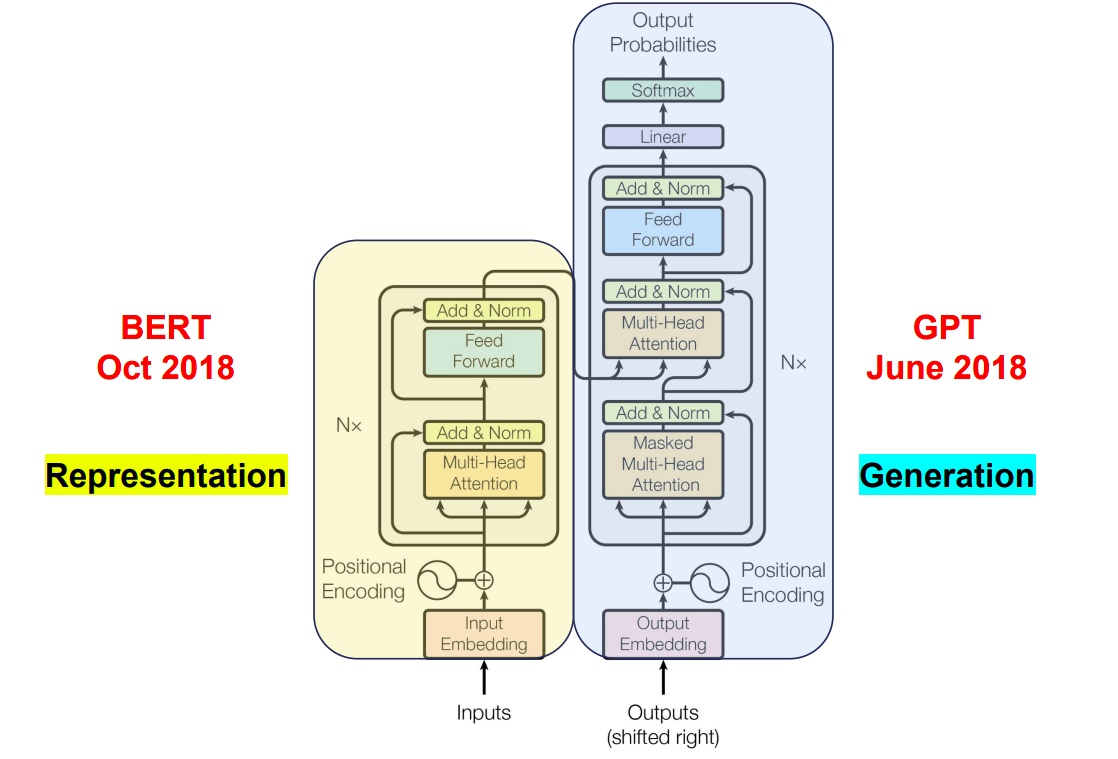 BERT
Oct 2018
Representation
Nx
Add & Norm
Feed
Forward
Add & Norm
Multi-Head
Attention
Positional
Encoding
Input
Embedding
Inputs
Output
Probabilities
Softmax
Linear
Add & Norm
Feed
Forward
Add & Norm
Multi-Head
Attention
Nx
Add & Norm
Masked
Multi-Head
Attention
Positional
Encoding
Output
Embedding
Outputs
(shifted right)
GPT
June 2018
Generation